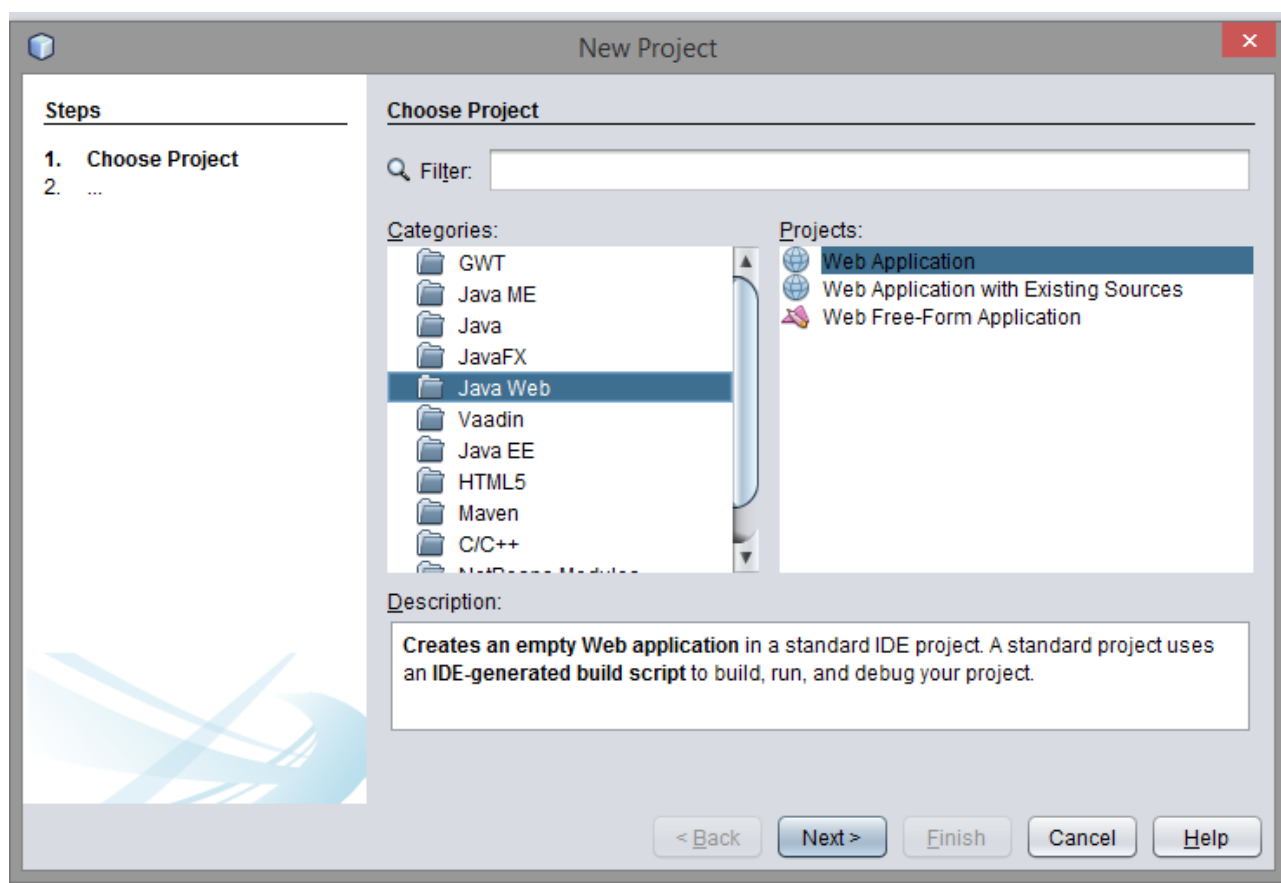 New Project
Steps
1. Choose Project
2. ...
Choose Project
Filter:
Categories:
GWT
Java ME
Java
JavaFX
Java Web
Vaadin
Java EE
HTML5
Maven
C/C++
NetBeans Modules
Projects:
Web Application
Web Application with Existing Sources
Web Free-Form Application
Description:
Creates an empty Web application in a standard IDE project. A standard project uses
an IDE-generated build script to build, run, and debug your project.
< Back
Next >
Finish
Cancel
Help